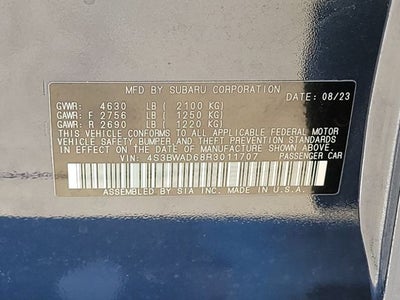 MFD BY SUBARU CORPORATION
DATE: 08/23
GVWR: 4630 LB ( 2100 KG)
GAWR: F 2756 LB ( 1250 KG)
GAWR: R 2690 LB ( 1220 KG)
THIS VEHICLE CONFORMS TO ALL APPLICABLE FEDERAL MOTOR
VEHICLE SAFETY, BUMPER, AND THEFT PREVENTION STANDARDS
IN EFFECT ON THE DATE OF MANUFACTURE SHOWN ABOVE.
VIN: 4S3BWAD68R3011707 PASSENGER CAR
ASSEMBLED BY SIA INC. MADE IN U.S.A.